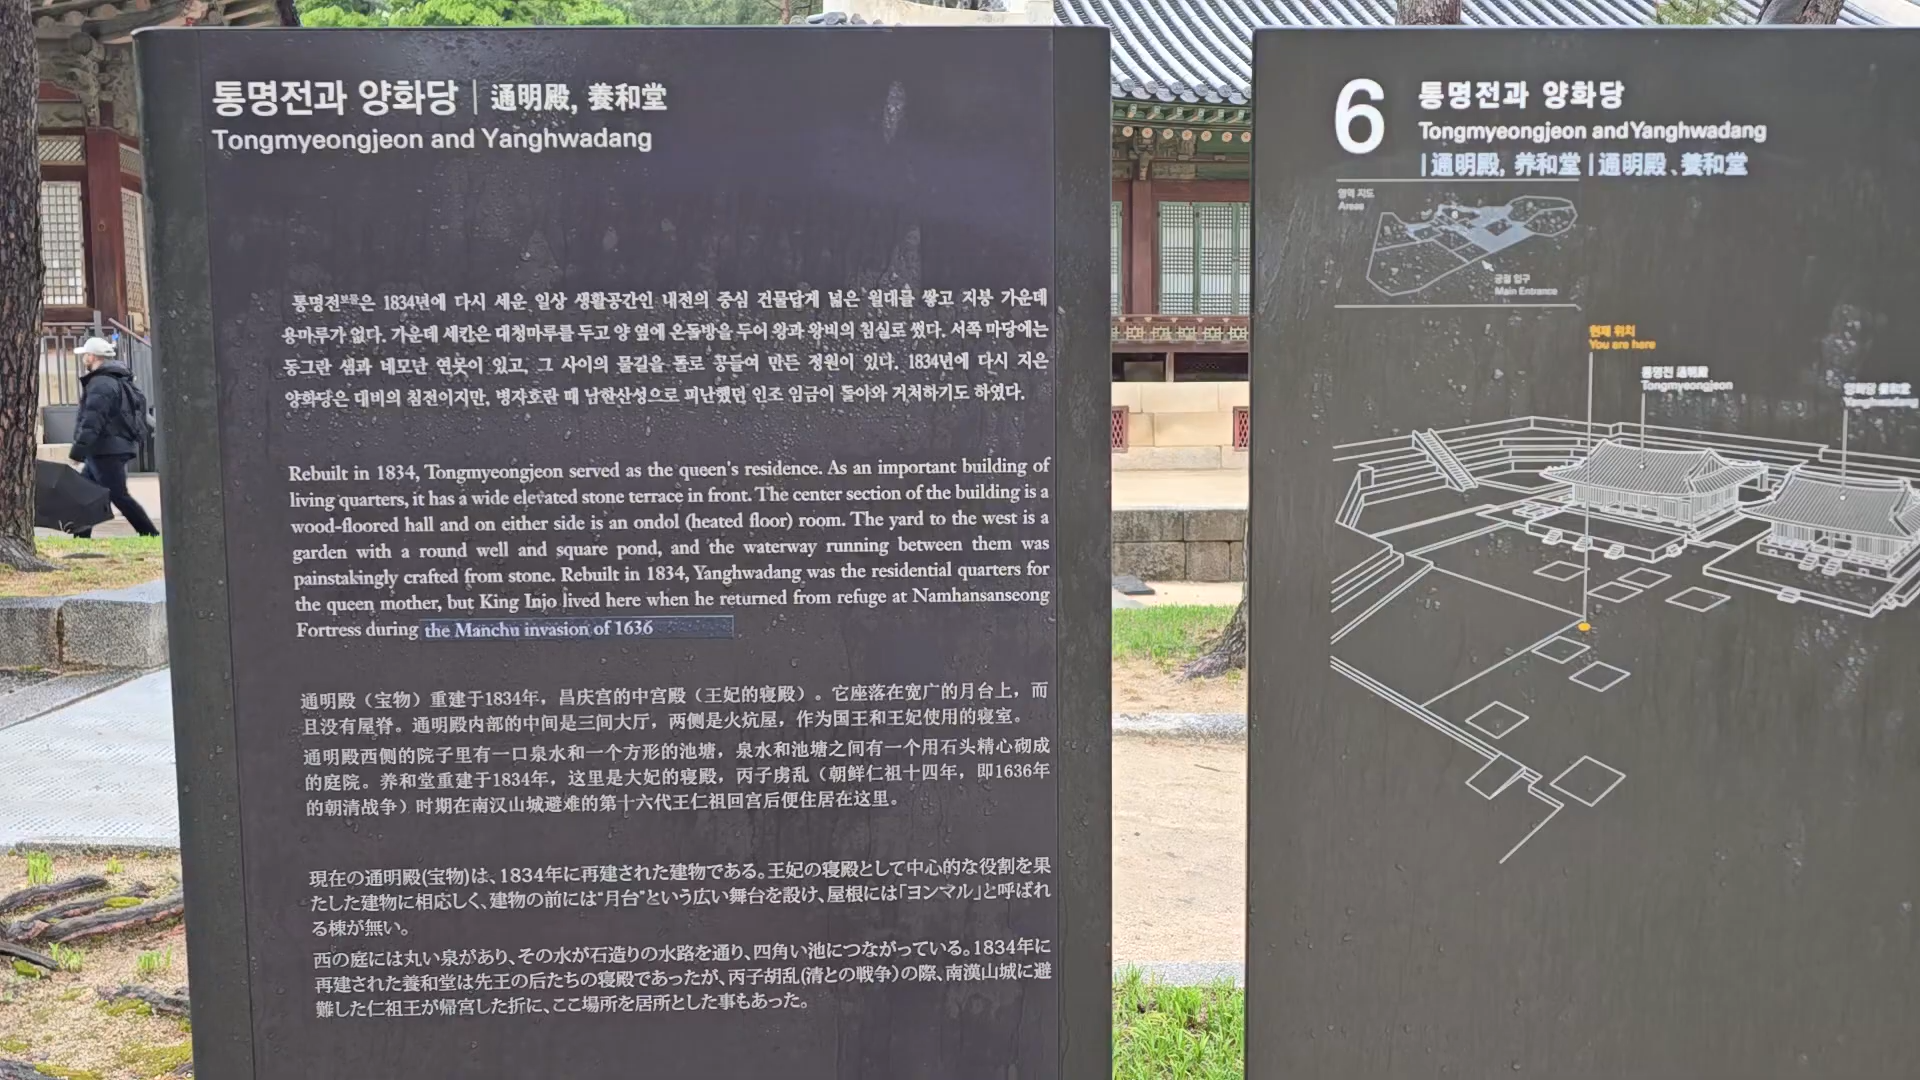 통명전과 양화당 | 通明殿, 養和堂
Tongmyeongjeon and Yanghwadang
통명전보물은 1834년에 다시 세운 일상 생활공간인 내전의 중심 건물답게 넓은 월대를 쌓고 지붕 가운데
용마루가 없다. 가운데 세칸은 대청마루를 두고 양 옆에 온돌방을 두어 왕과 왕비의 침실로 썼다. 서쪽 마당에는
동그란 샘과 네모난 연못이 있고, 그 사이의 물길을 돌로 공들여 만든 정원이 있다. 1834년에 다시 지은
양화당은 대비의 침전이지만, 병자호란 때 남한산성으로 피난했던 인조 임금이 돌아와 거처하기도 하였다.
Rebuilt in 1834, Tongmyeongjeon served as the queen's residence. As an important building of
living quarters, it has a wide elevated stone terrace in front. The center section of the building is a
wood-floored hall and on either side is an ondol (heated floor) room. The yard to the west is a
garden with a round well and square pond, and the waterway running between them was
painstakingly crafted from stone. Rebuilt in 1834, Yanghwadang was the residential quarters for
the queen mother, but King Injo lived here when he returned from refuge at Namhansanseong
Fortress during the Manchu invasion of 1636
通明殿（宝物）重建于1834年，昌庆宫的中宫殿（王妃的寝殿）。它座落在宽广的月台上，而
且没有屋脊。通明殿内部的中间是三间大厅，两侧是火炕屋，作为国王和王妃使用的寝室。
通明殿西侧的院子里有一口泉水和一个方形的池塘，泉水和池塘之间有一个用石头精心砌成
的庭院。养和堂重建于1834年，这里是大妃的寝殿，丙子虏乱（朝鲜仁祖十四年，即1636年
的朝清战争）时期在南汉山城避难的第十六代王仁祖回宫后便住居在这里。
現在の通明殿(宝物)は、1834年に再建された建物である。王妃の寝殿として中心的な役割を果
たした建物に相応しく、建物の前には“月台”という広い舞台を設け、屋根には「ヨンマル」と呼ばれ
る棟が無い。
西の庭には丸い泉があり、その水が石造りの水路を通り、四角い池につながっている。1834年に
再建された養和堂は先王の后たちの寝殿であったが、丙子胡乱(清との戦争)の際、南漢山城に避
難した仁祖王が帰宮した折に、ここ場所を居所とした事もあった。
6
통명전과 양화당
Tongmyeongjeon and Yanghwadang
| 通明殿, 养和堂 | 通明殿、養和堂
영역 지도
Areas
궁궐 입구
Main Entrance
현재 위치
You are here
통명전 通明殿
Tongmyeongjeon
양화당 養和堂
Yanghwadang